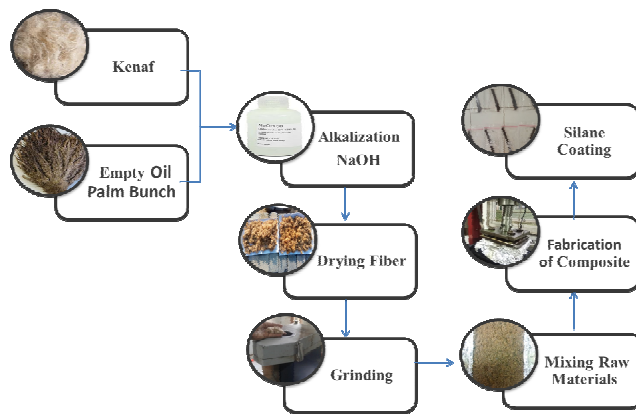 Kenaf
Empty Oil
Palm Bunch
Alkalization
NaOH
Drying Fiber
Grinding
Mixing Raw
Materials
Fabrication
of Composite
Silane
Coating